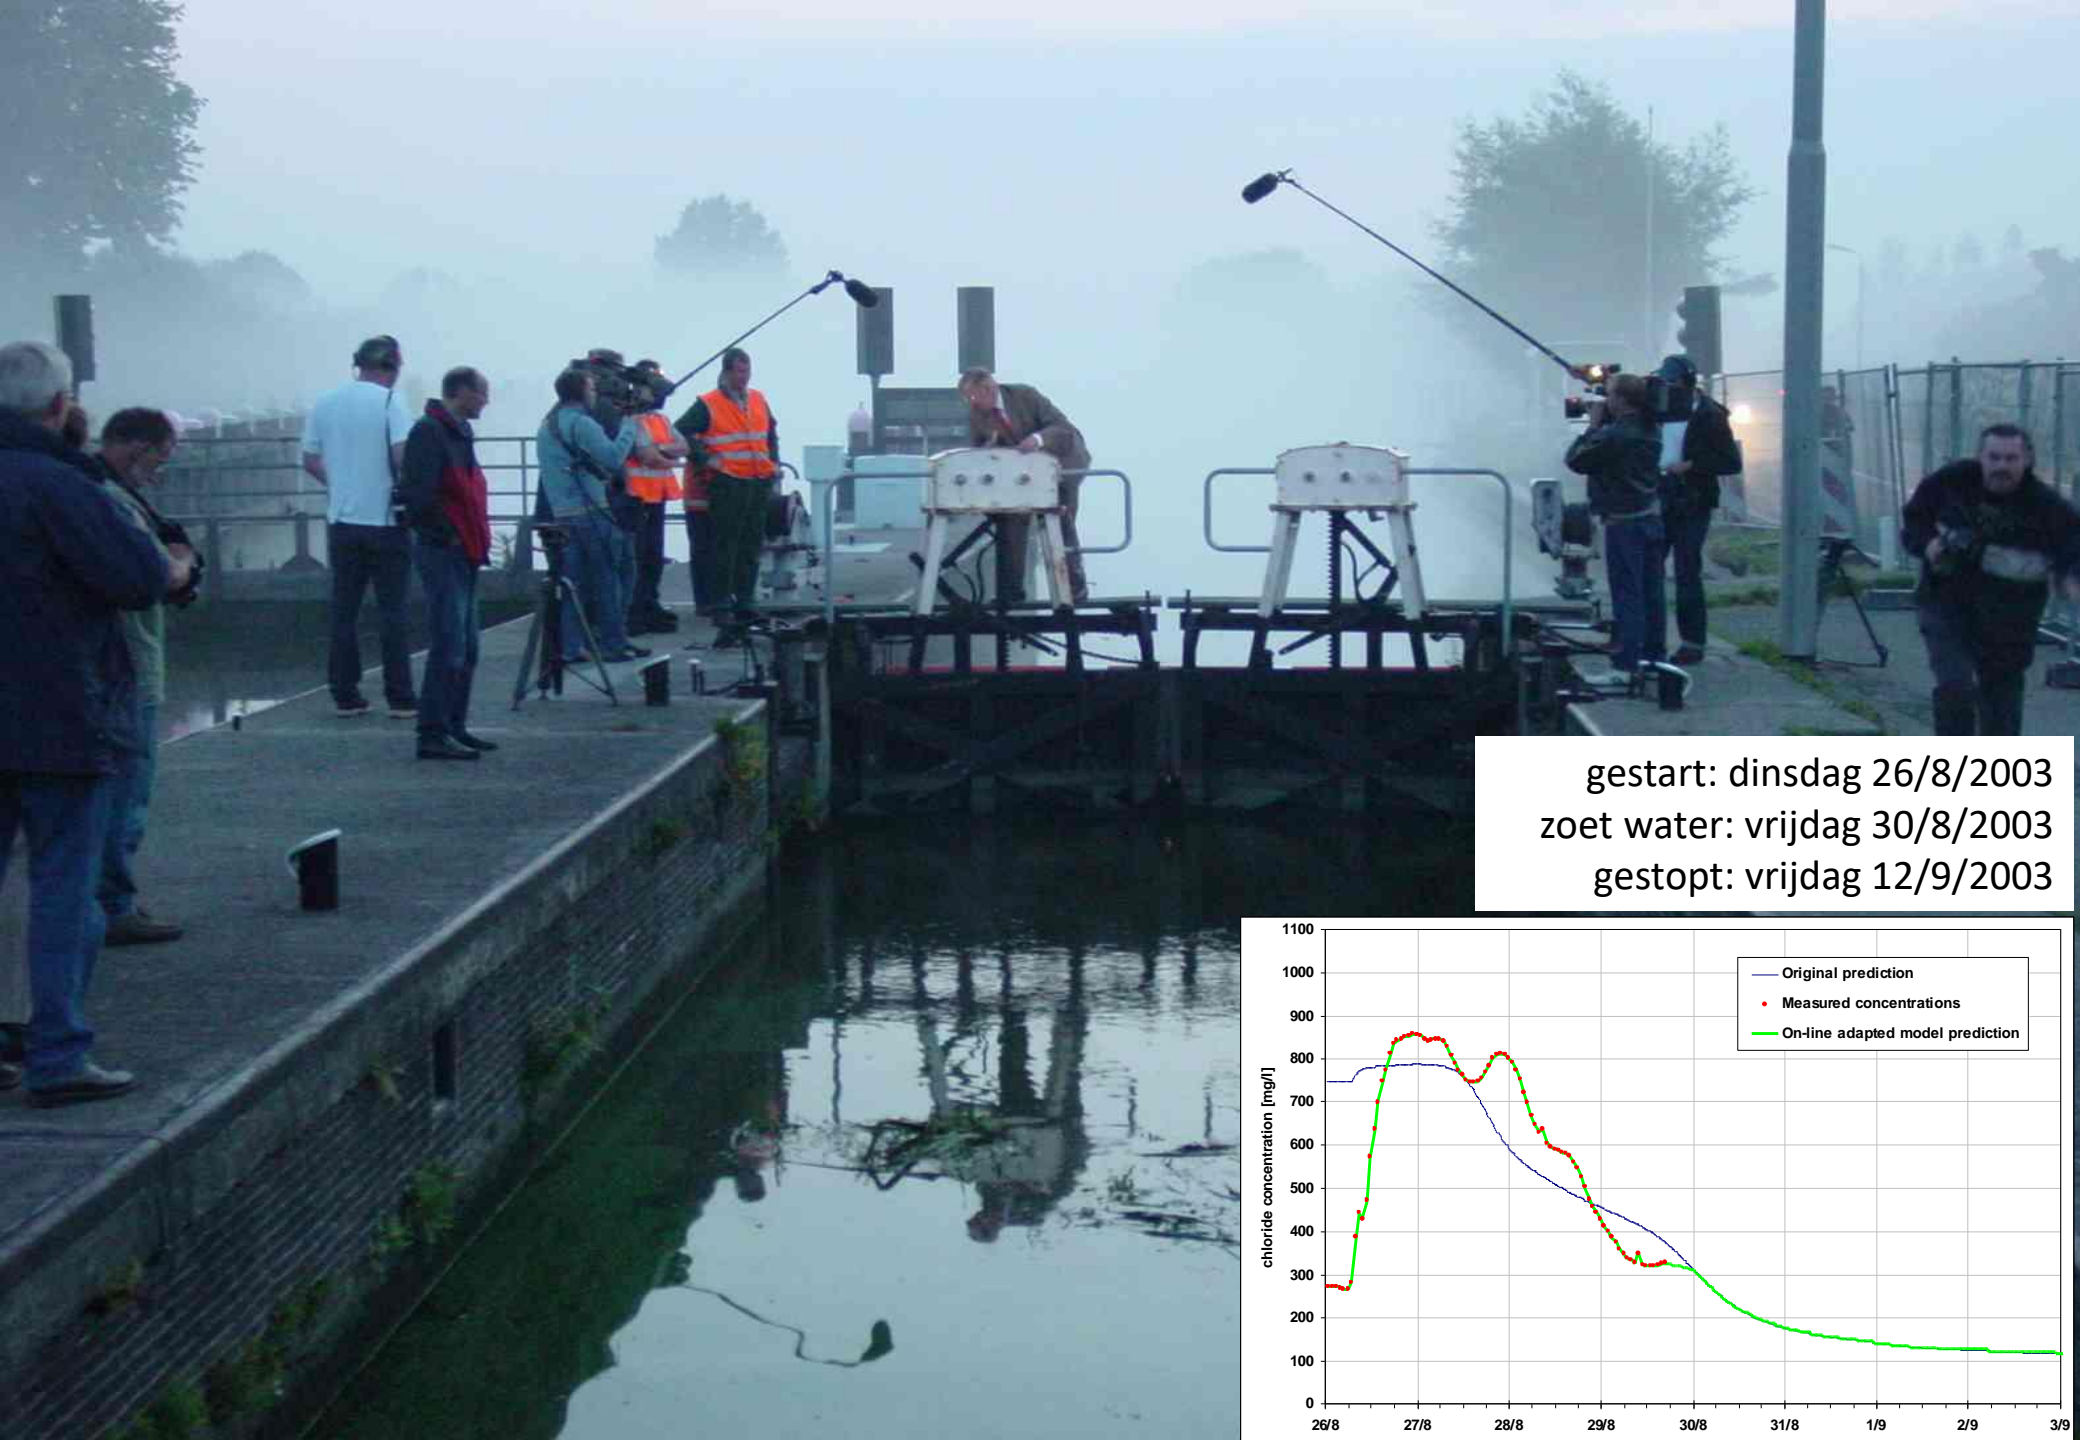 gestart: dinsdag 26/8/2003
zoet water: vrijdag 30/8/2003
gestopt: vrijdag 12/9/2003
1100
1000
900
800
700
600
500
400
300
200
100
0
chloride concentration [mg/l]
Original prediction
Measured concentrations
On-line adapted model prediction
26/8 27/8 28/8 29/8 30/8 31/8 1/9 2/9 3/9